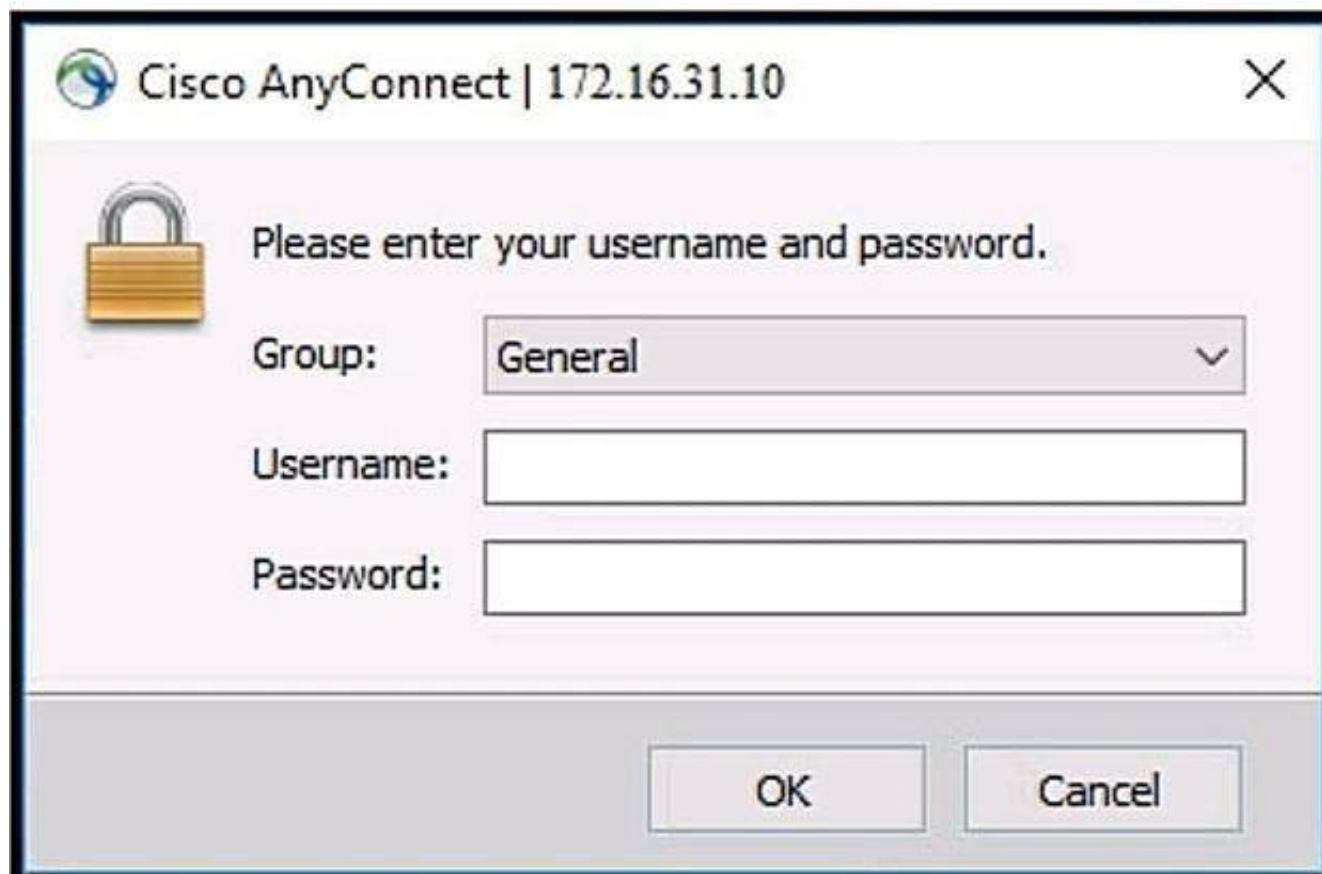 Cisco AnyConnect | 172.16.31.10
Please enter your username and password.
Group: General
Username:
Password:
OK Cancel